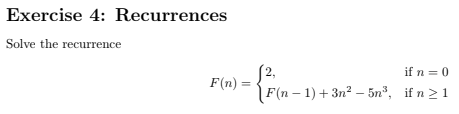 Exercise 4: Recurrences
Solve the recurrence
F(n) = { 2, if n = 0
F(n − 1) + 3n² − 5n³, if n ≥ 1